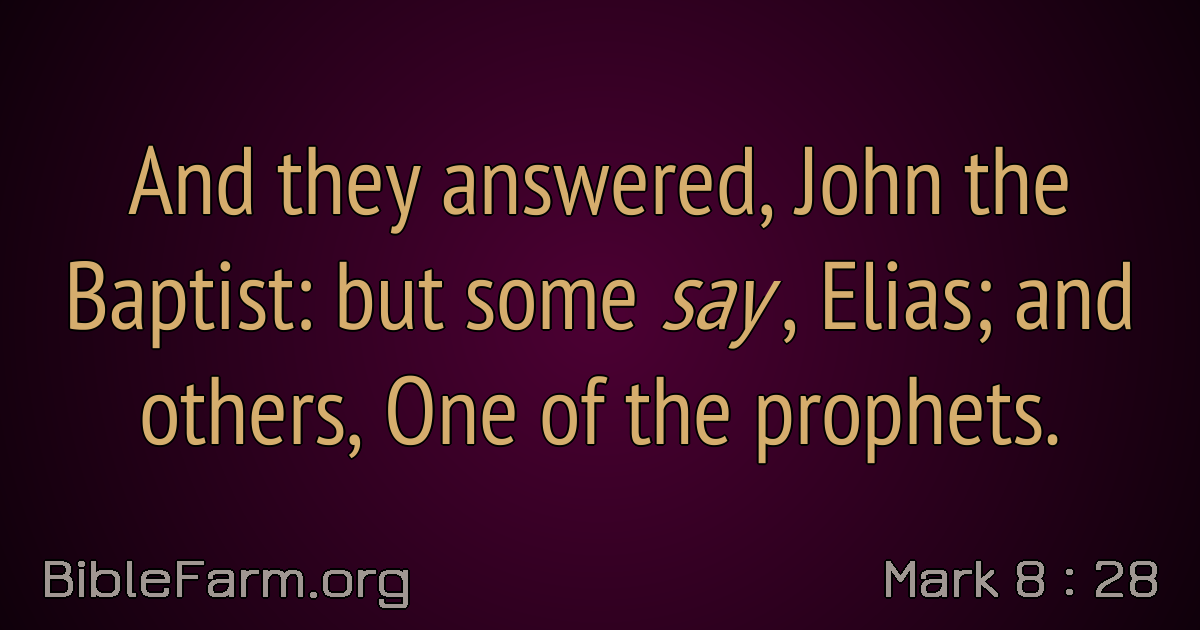 And they answered, John the
Baptist: but some say , Elias; and
others, One of the prophets.
BibleFarm.org
Mark 8 : 28